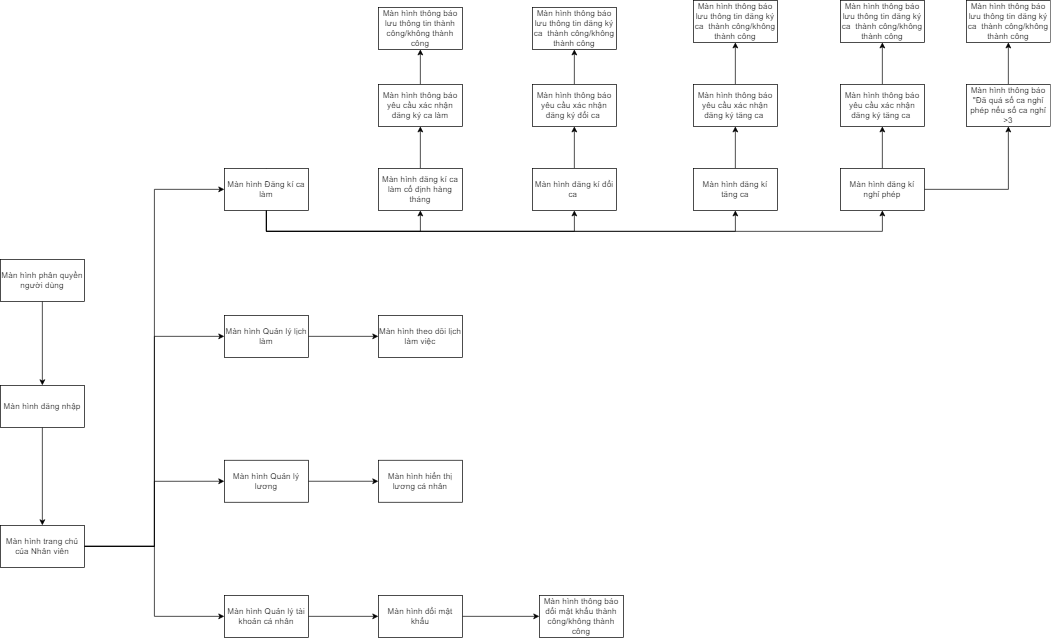 Màn hình thông báo
lưu thông tin thành
công/không thành
công
Màn hình thông báo
lưu thông tin đăng ký
ca  thành công/không
thành công
Màn hình thông báo
lưu thông tin đăng ký
ca  thành công/không
thành công
Màn hình thông báo
lưu thông tin đăng ký
ca  thành công/không
thành công
Màn hình thông báo
lưu thông tin đăng ký
ca  thành công/không
thành công
Màn hình thông báo
yêu cầu xác nhận
đăng ký ca làm
Màn hình thông báo
yêu cầu xác nhận
đăng ký đổi ca
Màn hình thông báo
yêu cầu xác nhận
đăng ký tăng ca
Màn hình thông báo
yêu cầu xác nhận
đăng ký tăng ca
Màn hình thông báo
"Đã quá số ca nghỉ
phép nếu số ca nghỉ
>3
Màn hình Đăng kí ca
làm
Màn hình đăng kí ca
làm cố định hàng
tháng
Màn hình đăng kí đổi
ca
Màn hình đăng kí
tăng ca
Màn hình đăng kí
nghỉ phép
Màn hình phân quyền
người dùng
Màn hình Quản lý lịch
làm
Màn hình theo dõi lịch
làm việc
Màn hình đăng nhập
Màn hình Quản lý
lương
Màn hình hiển thị
lương cá nhân
Màn hình trang chủ
của Nhân viên
Màn hình Quản lý tài
khoản cá nhân
Màn hình đổi mật
khẩu
Màn hình thông báo
đổi mật khẩu thành
công/không thành
công